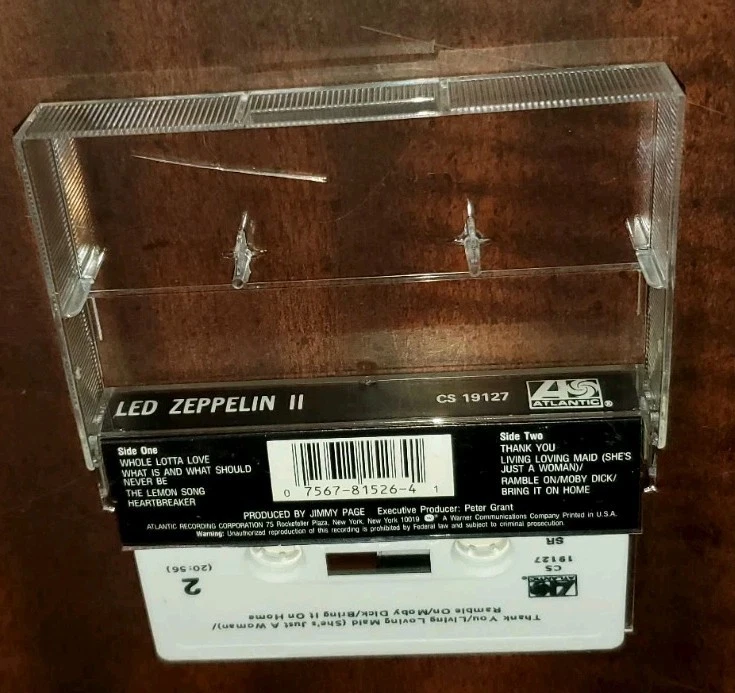 LED ZEPPELIN II
CS 19127
ATLANTIC®
Side One
WHOLE LOTTA LOVE
WHAT IS AND WHAT SHOULD
NEVER BE
THE LEMON SONG
HEARTBREAKER
0 7567-81526-4 1
Side Two
THANK YOU
LIVING LOVING MAID (SHE'S
JUST A WOMAN)/
RAMBLE ON/MOBY DICK/
BRING IT ON HOME
PRODUCED BY JIMMY PAGE Executive Producer: Peter Grant
ATLANTIC RECORDING CORPORATION 75 Rockefeller Plaza, New York, New York 10019 A Warner Communications Company Printed in U.S.A.
Warning: Unauthorized reproduction of this recording is prohibited by Federal law and subject to criminal prosecution.
Thank You/Living Loving Maid (She's Just A Woman)/
Ramble On/Moby Dick/Bring It On Home
ATLANTIC
2
(20:56)
CS
19127
SR